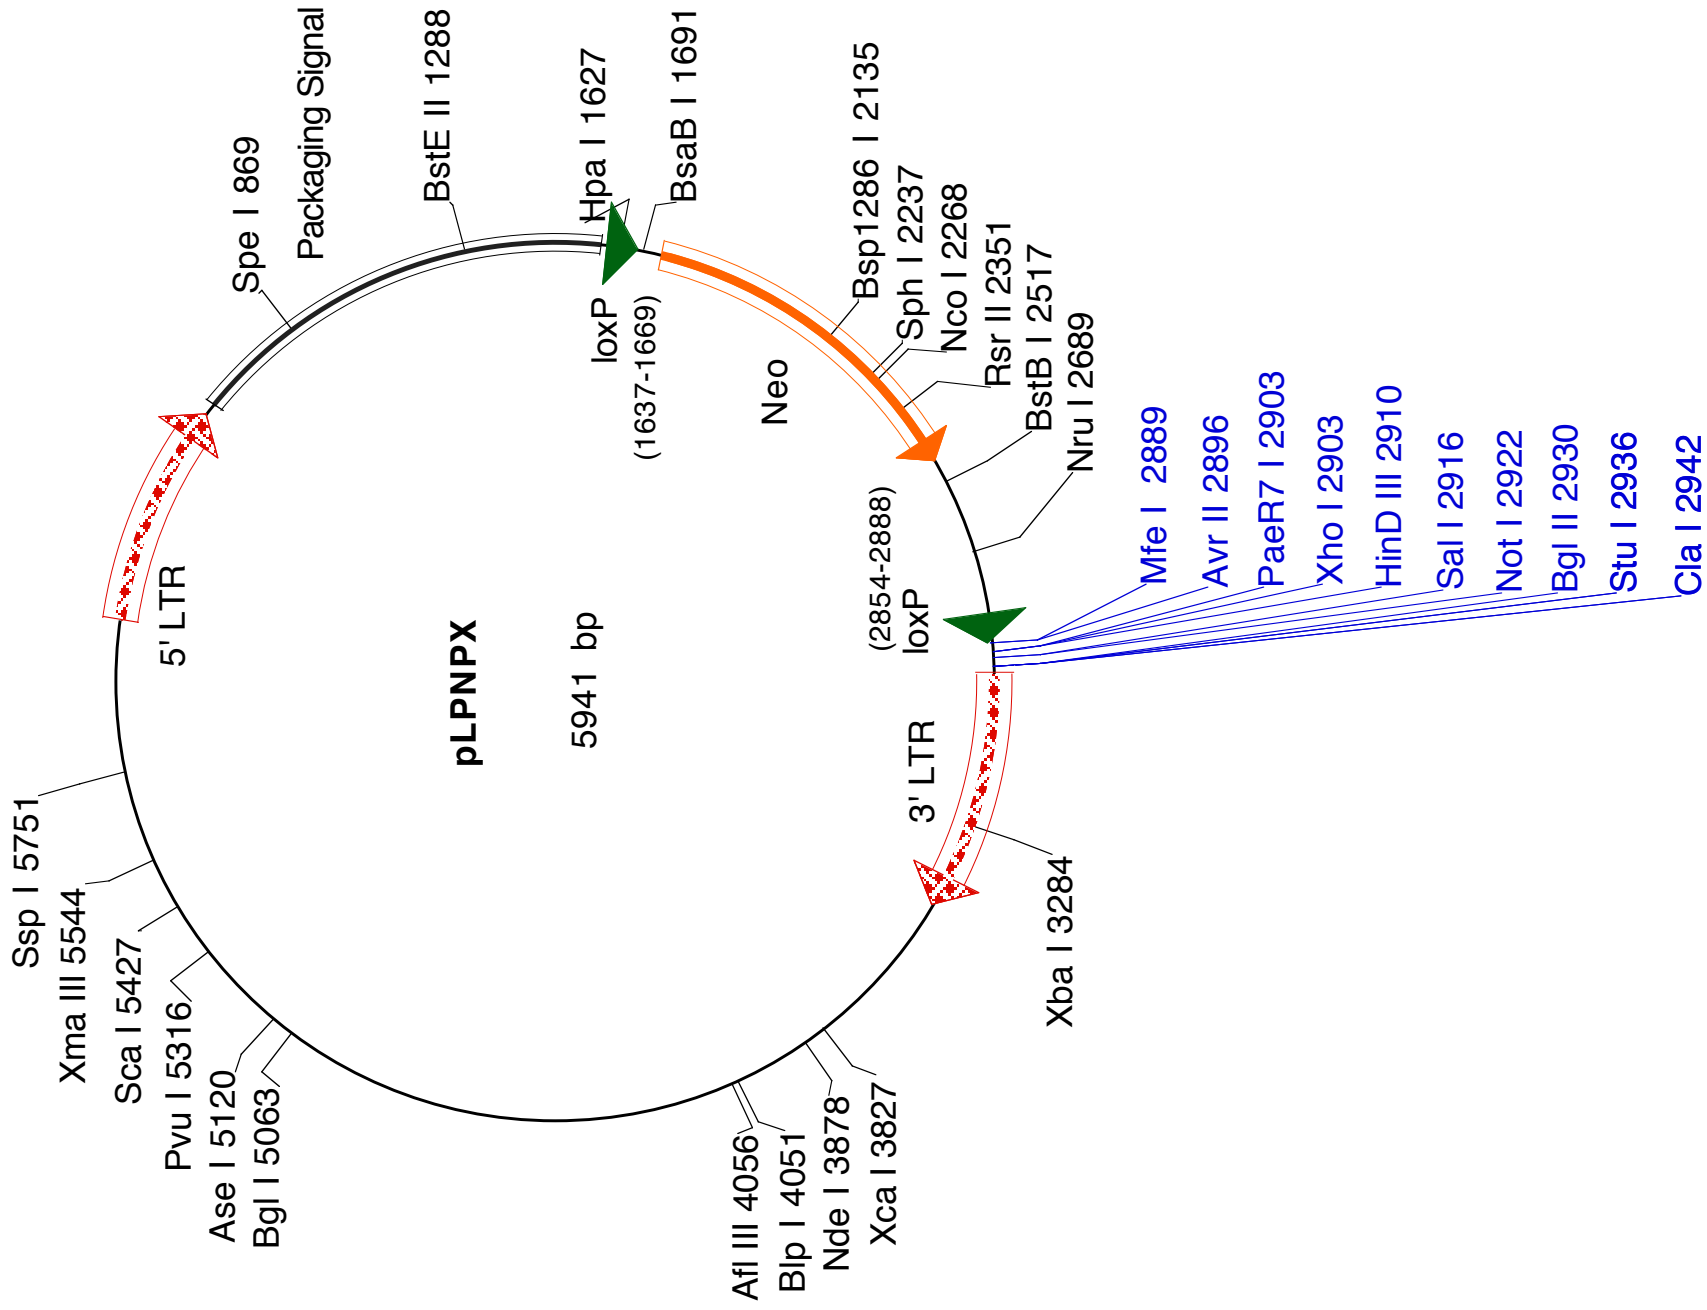 pLPNPX
5941 bp
5' LTR
Spe I 869
Packaging Signal
BstE II 1288
Hpa I 1627
loxP
(1637-1669)
BsaB I 1691
Neo
Bsp1286 I 2135
Sph I 2237
Nco I 2268
Rsr II 2351
BstB I 2517
Nru I 2689
(2854-2888)
loxP
Mfe I 2889
Avr II 2896
PaeR7 I 2903
Xho I 2903
HinD III 2910
Sal I 2916
Not I 2922
Bgl II 2930
Stu I 2936
Cla I 2942
3' LTR
Xba I 3284
Xca I 3827
Nde I 3878
Blp I 4051
Afl III 4056
Bgl I 5063
Ase I 5120
Pvu I 5316
Sca I 5427
Xma III 5544
Ssp I 5751